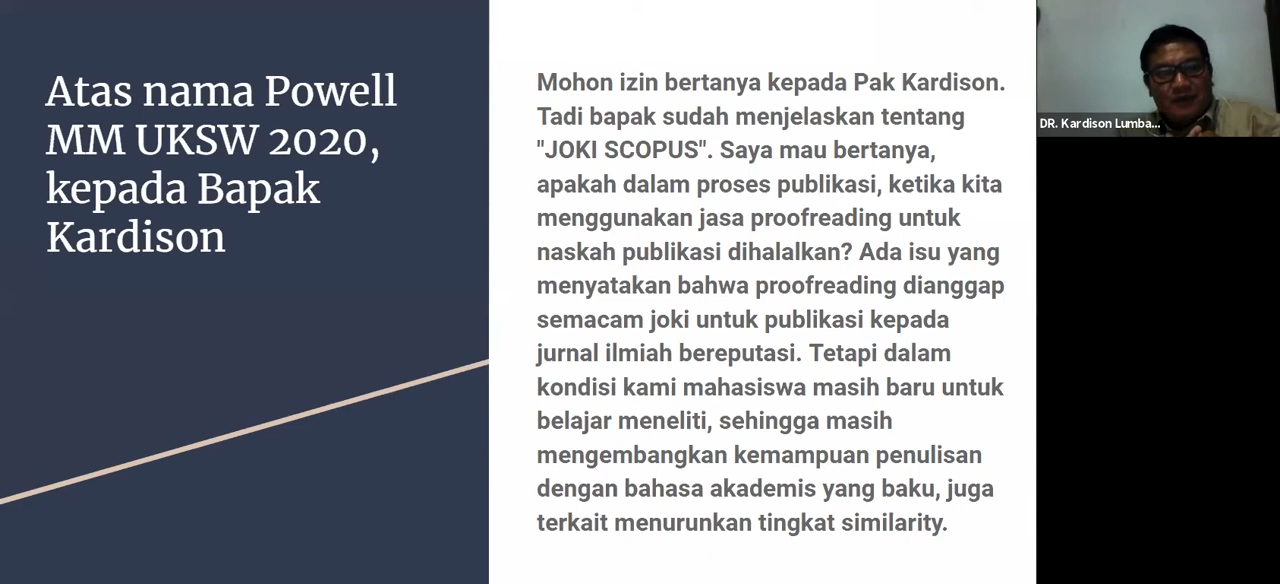 Atas nama Powell
MM UKSW 2020,
kepada Bapak
Kardison
Mohon izin bertanya kepada Pak Kardison.
Tadi bapak sudah menjelaskan tentang
"JOKI SCOPUS". Saya mau bertanya,
apakah dalam proses publikasi, ketika kita
menggunakan jasa proofreading untuk
naskah publikasi dihalalkan? Ada isu yang
menyatakan bahwa proofreading dianggap
semacam joki untuk publikasi kepada
jurnal ilmiah bereputasi. Tetapi dalam
kondisi kami mahasiswa masih baru untuk
belajar meneliti, sehingga masih
mengembangkan kemampuan penulisan
dengan bahasa akademis yang baku, juga
terkait menurunkan tingkat similarity.
DR. Kardison Lumba...